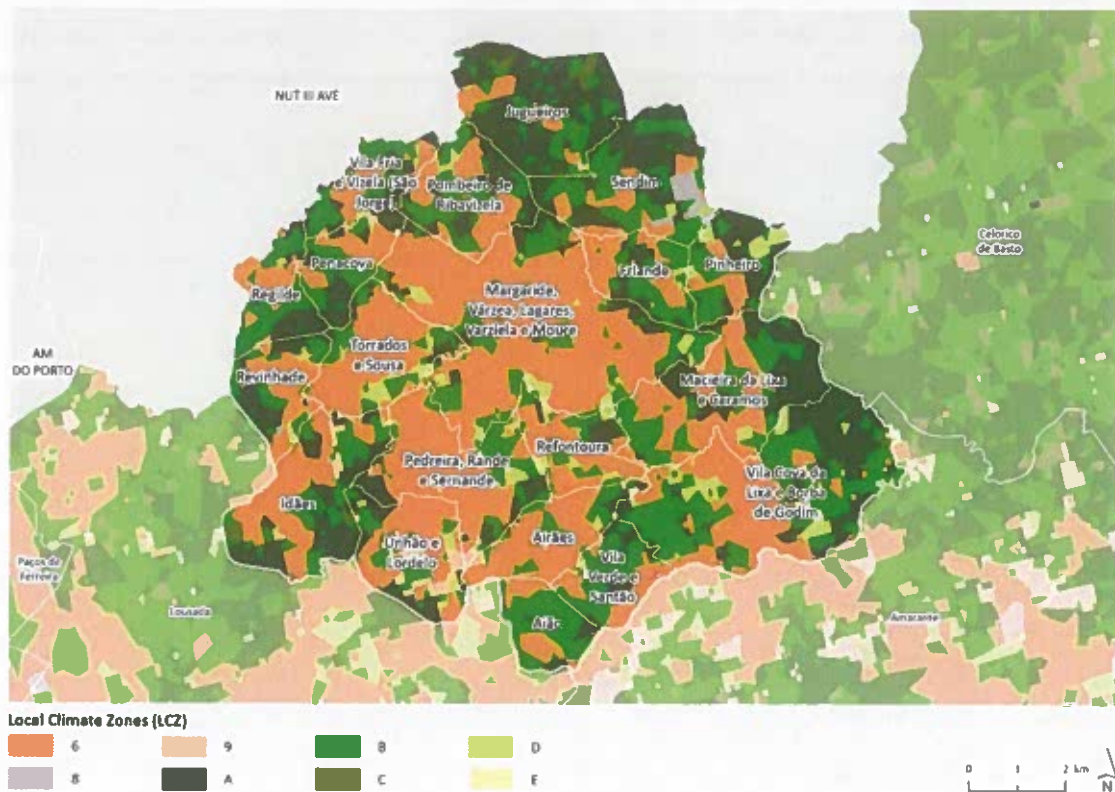 NUT III AVE
Jugueiros
Vila Fria
e Vizela (São
Jorge)
Pombeiro de
Ribavizela
Sendim
Celorico
de Basto
Penacova
Friande
Pinheiro
Regilde
Margaride,
Várzea, Lagares,
Varziela e Moure
AM
DO PORTO
Torrados
e Sousa
Revinhade
Macieira da Lixa
e Caramos
Refontoura
Pedreira, Rande
e Sernande
Vila Cova da
Lixa e Borba
de Godim
Idães
Unhão e
Lordelo
Airães
Vila
Verde e
Santão
Paços de
Ferreira
Lousada
Aião
Amarante
Local Climate Zones (LCZ)
6 9 B D
8 A C E
0 1 2 km
N